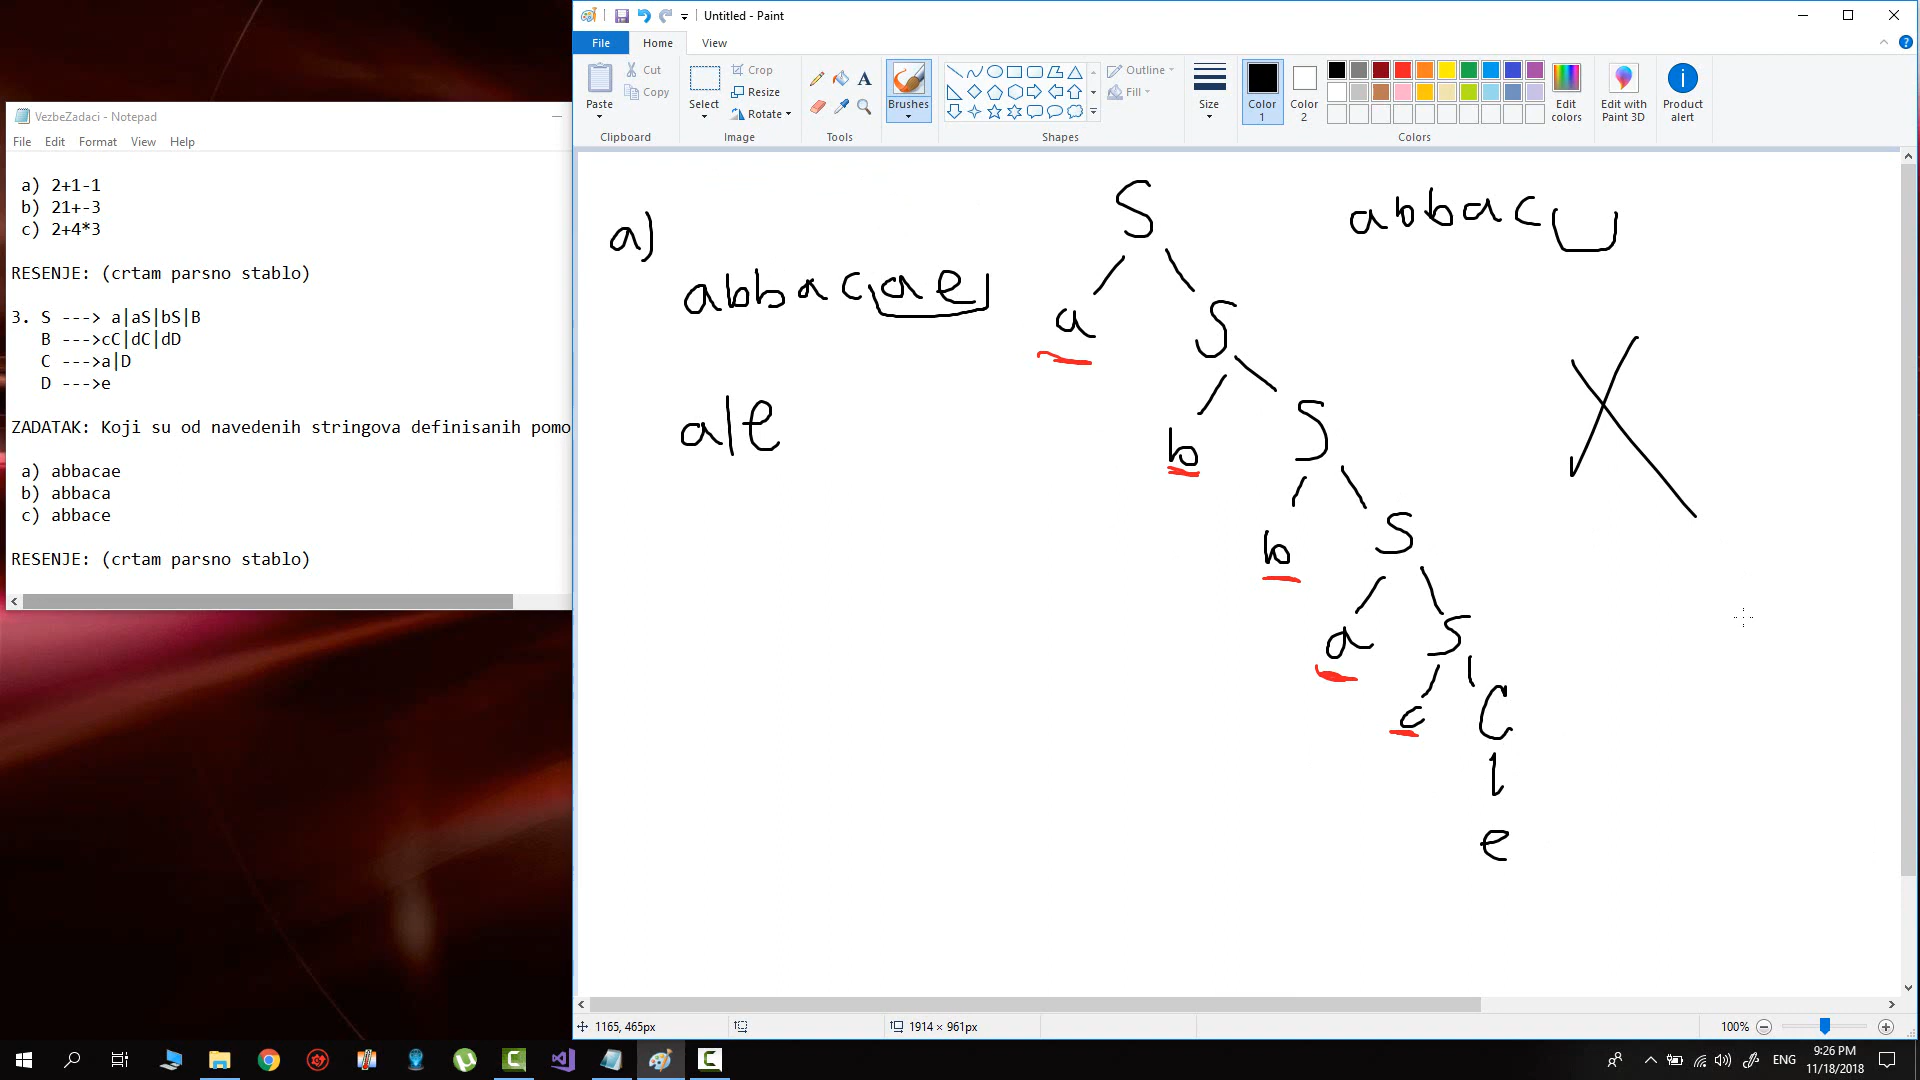 VezbeZadaci - Notepad
File Edit Format View Help
a) 2+1-1
b) 21+-3
c) 2+4*3
RESENJE: (crtam parsno stablo)
3. S ---> a|aS|bS|B
B --->cC|dC|dD
C --->a|D
D --->e
ZADATAK: Koji su od navedenih stringova definisanih pomo
a) abbacae
b) abbaca
c) abbace
RESENJE: (crtam parsno stablo)
Untitled - Paint
File Home View
Paste
Cut
Copy
Clipboard
Select
Crop
Resize
Rotate
Image
A
Tools
Brushes
Outline
Fill
Shapes
Size
Color 1
Color 2
Edit colors
Colors
Edit with Paint 3D
Product alert
a)
abbacae
a|e
S
abbac
a
S
b
S
b
S
a
S
c
C
e
1165, 465px
1914 × 961px
100%
ENG
9:26 PM
11/18/2018